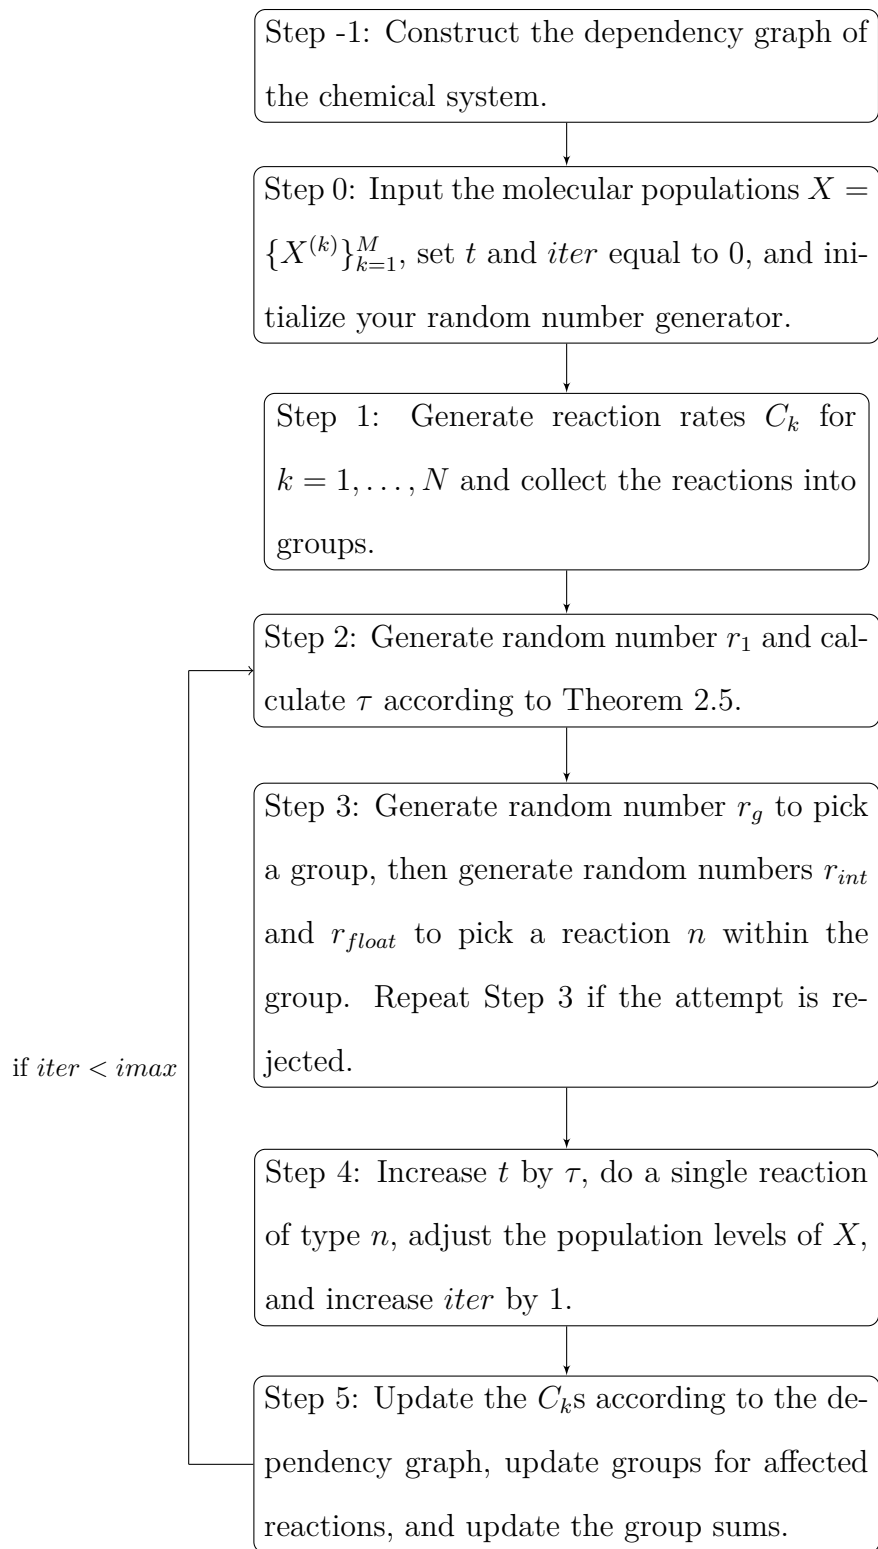 Step -1: Construct the dependency graph of
the chemical system.
Step 0: Input the molecular populations $X =$
$\{X^{(k)}\}_{k=1}^{M}$, set $t$ and $iter$ equal to 0, and ini-
tialize your random number generator.
Step 1: Generate reaction rates $C_k$ for
$k = 1, \ldots, N$ and collect the reactions into
groups.
Step 2: Generate random number $r_1$ and cal-
culate $\tau$ according to Theorem 2.5.
Step 3: Generate random number $r_g$ to pick
a group, then generate random numbers $r_{int}$
and $r_{float}$ to pick a reaction $n$ within the
group. Repeat Step 3 if the attempt is re-
jected.
if $iter < imax$
Step 4: Increase $t$ by $\tau$, do a single reaction
of type $n$, adjust the population levels of $X$,
and increase $iter$ by 1.
Step 5: Update the $C_k$s according to the de-
pendency graph, update groups for affected
reactions, and update the group sums.